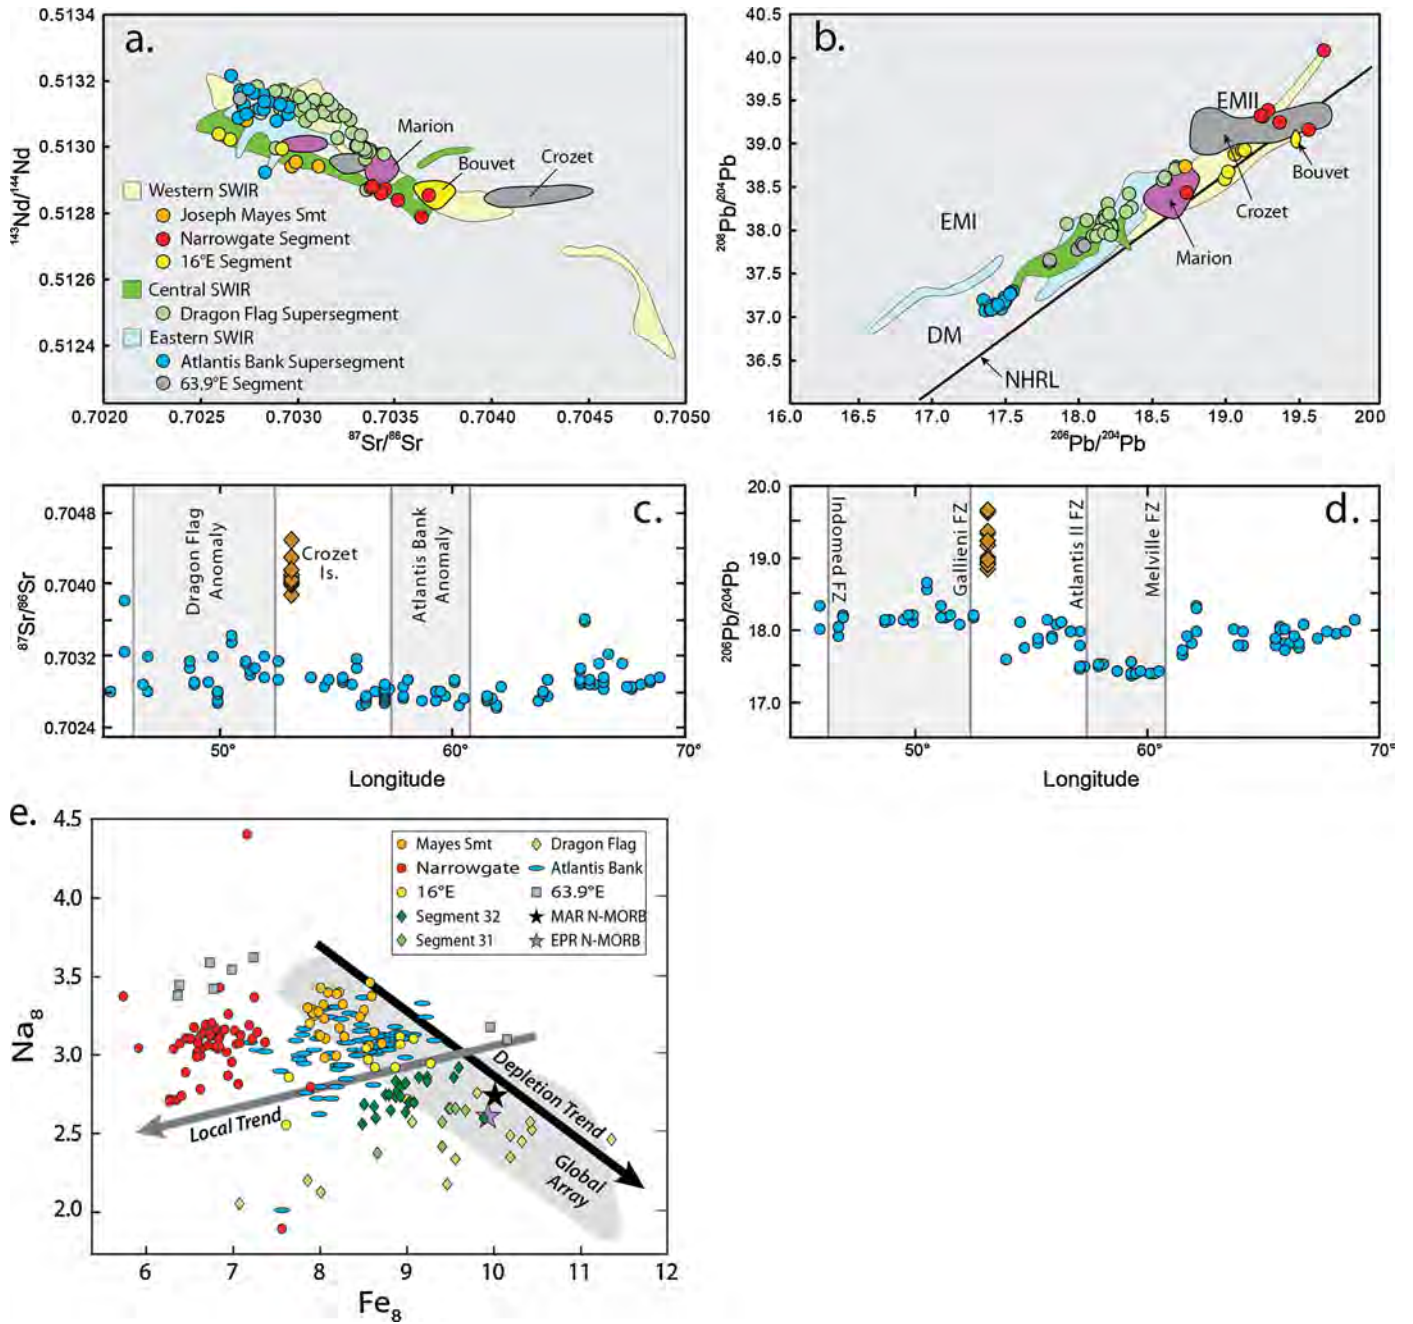 a.
0.5134
0.5132
0.5130
0.5128
0.5126
0.5124
¹⁴³Nd/¹⁴⁴Nd
Marion
Bouvet
Crozet
Western SWIR
Joseph Mayes Smt
Narrowgate Segment
16°E Segment
Central SWIR
Dragon Flag Supersegment
Eastern SWIR
Atlantis Bank Supersegment
63.9°E Segment
0.7020 0.7025 0.7030 0.7035 0.7040 0.7045 0.7050
⁸⁷Sr/⁸⁶Sr
b.
40.5
40.0
39.5
39.0
38.5
38.0
37.5
37.0
36.5
²⁰⁸Pb/²⁰⁴Pb
EMII
EMI
DM
NHRL
Bouvet
Crozet
Marion
16.0 16.5 17.0 17.5 18.0 18.5 19.0 19.5 200
²⁰⁶Pb/²⁰⁴Pb
c.
0.7048
0.7040
0.7032
0.7024
⁸⁷Sr/⁸⁶Sr
Dragon Flag
Anomaly
Crozet
Is.
Atlantis Bank
Anomaly
50° 60° 70°
Longitude
d.
20.0
19.0
18.0
17.0
²⁰⁶Pb/²⁰⁴Pb
Indomed FZ
Gallieni FZ
Atlantis II FZ
Melville FZ
50° 60° 70°
Longitude
e.
4.5
4.0
3.5
3.0
2.5
2.0
Na₈
Mayes Smt
Narrowgate
16°E
Segment 32
Segment 31
Dragon Flag
Atlantis Bank
63.9°E
MAR N-MORB
EPR N-MORB
Depletion Trend
Local Trend
Global
Array
6 7 8 9 10 11 12
Fe₈